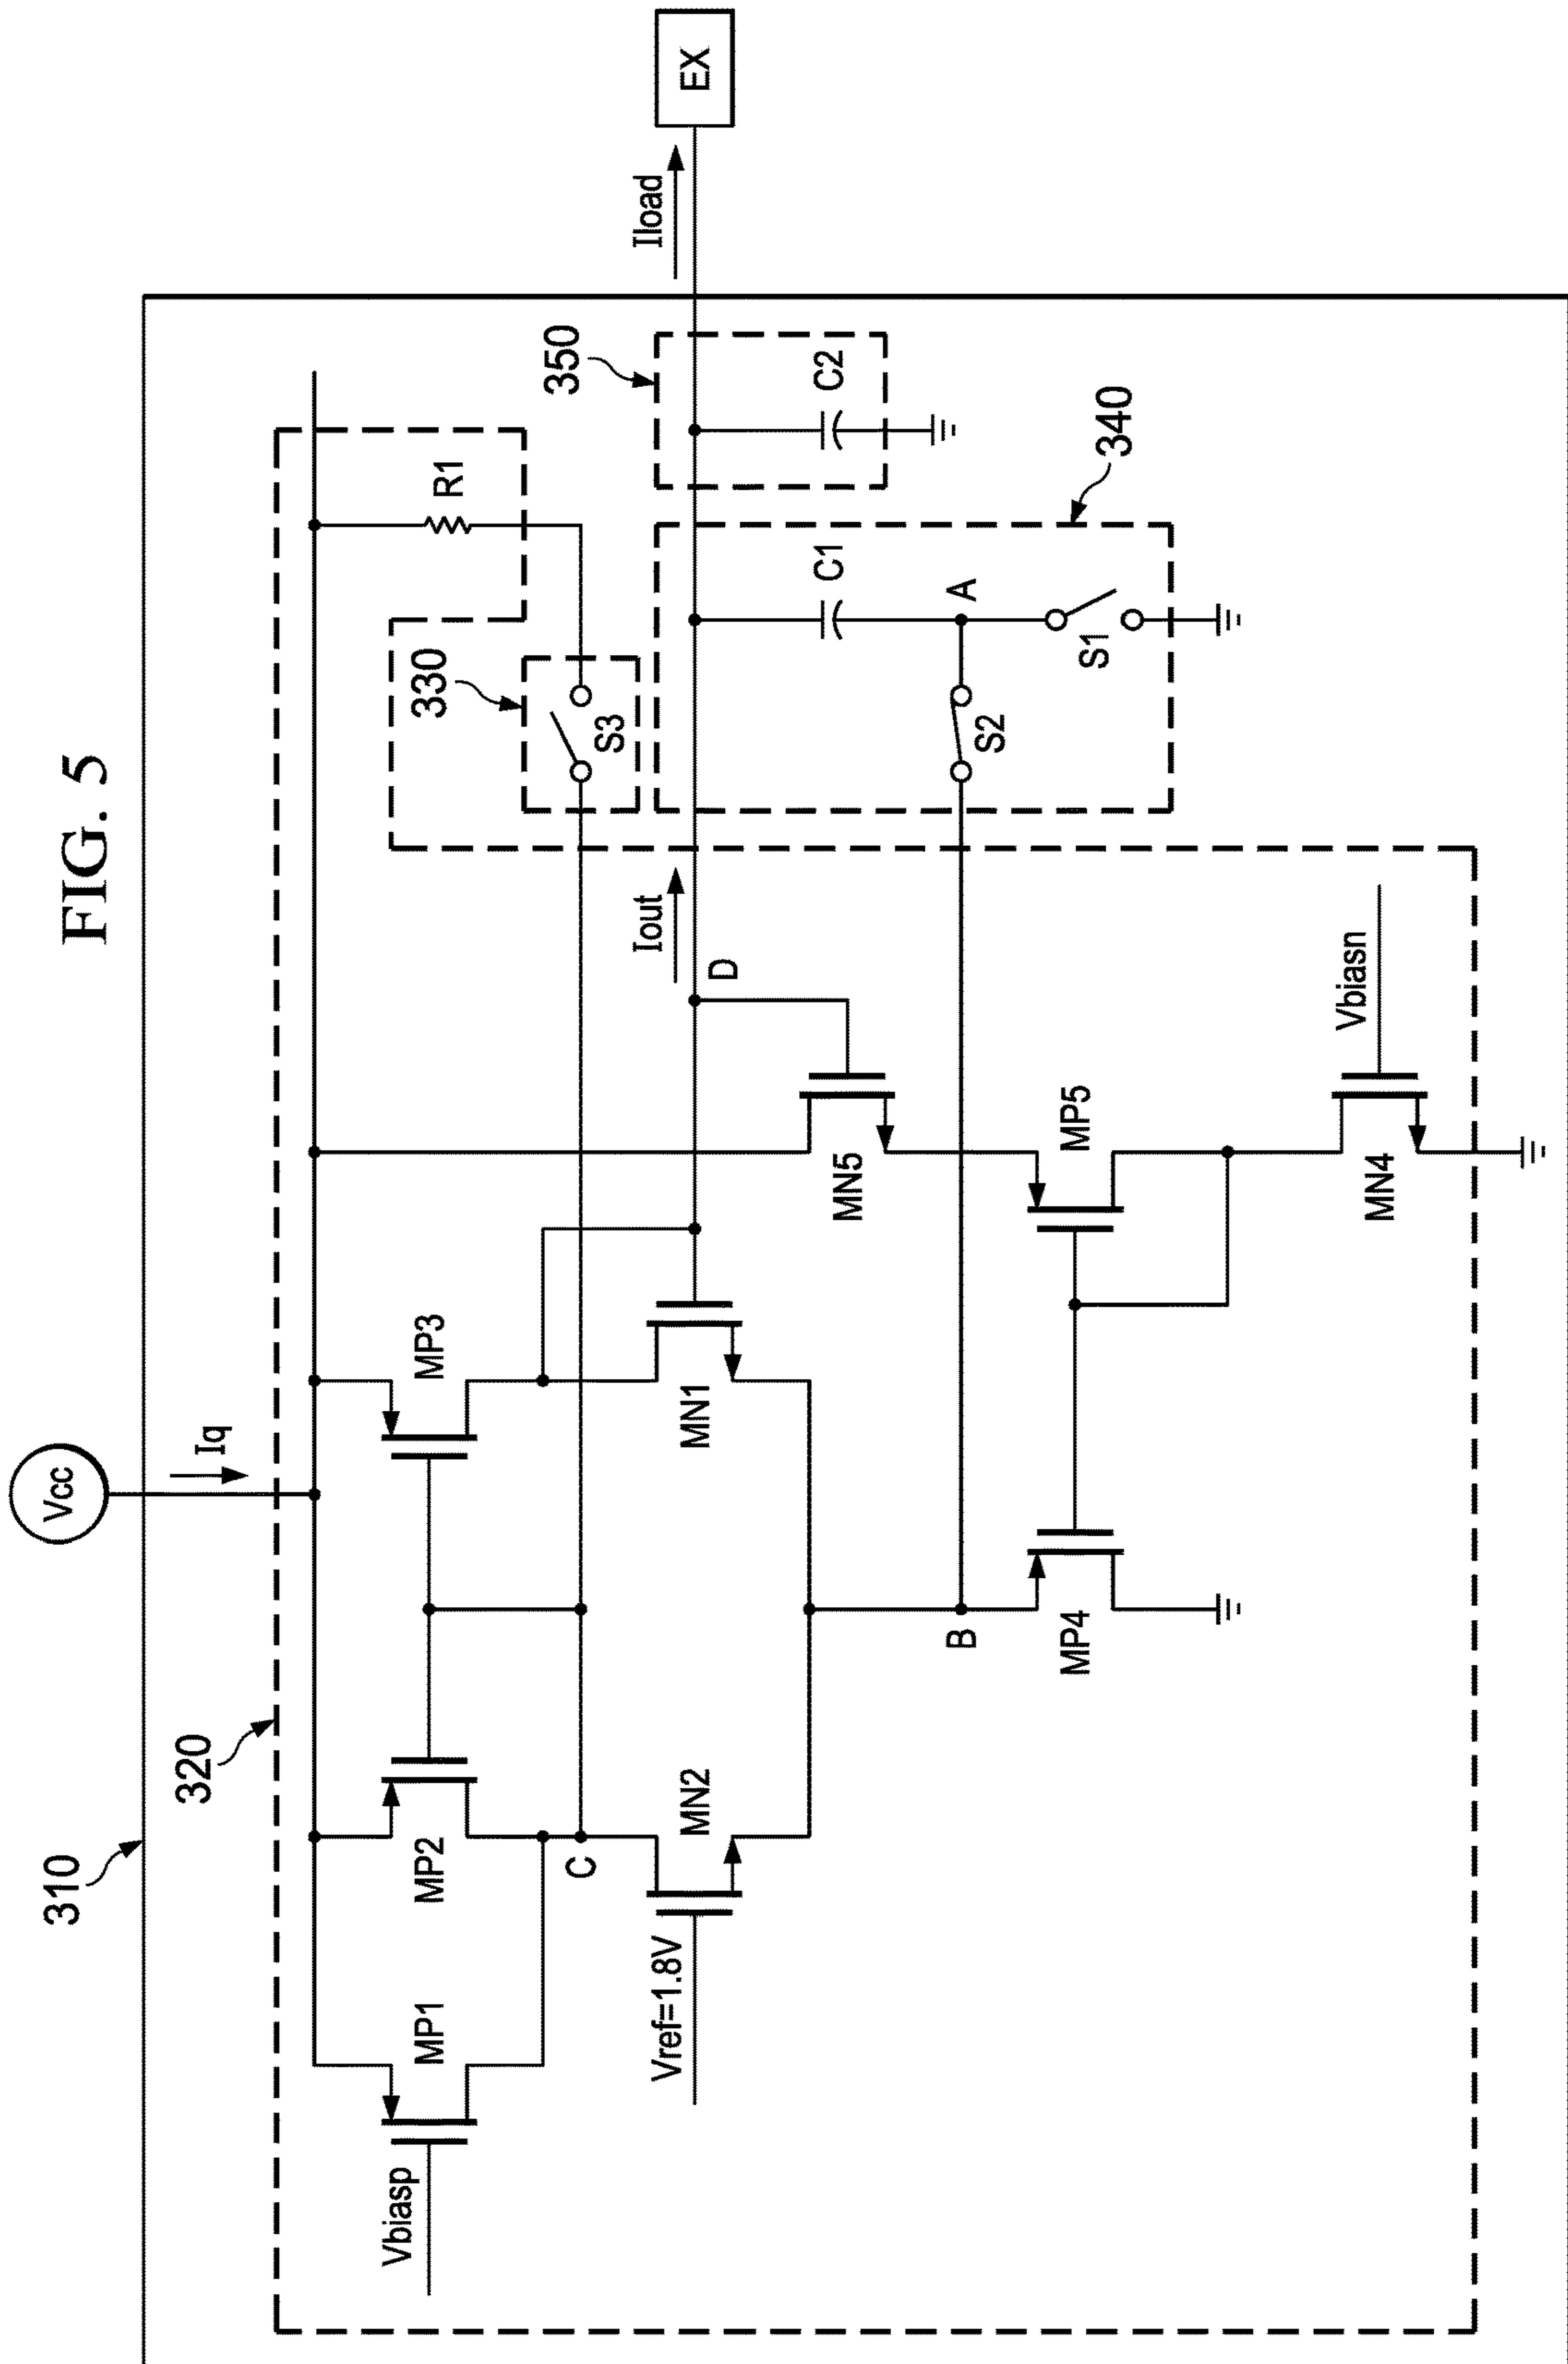 FIG. 5
310
Vcc
Iq
320
MP1
MP2
MP3
R1
Vbiasp
330
S3
C
350
Iout
Iload
EX
D
Vref=1.8V
MN2
MN1
MN5
C1
C2
340
B
S2
A
S1
MP4
MP5
MN4
Vbiasn